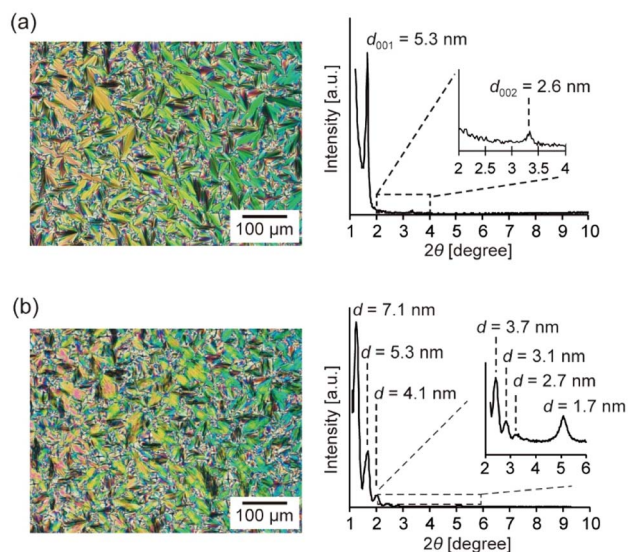 (a)
100 μm
Intensity [a.u.]
d001 = 5.3 nm
d002 = 2.6 nm
2 2.5 3 3.5 4
1 2 3 4 5 6 7 8 9 10
2θ [degree]
(b)
100 μm
Intensity [a.u.]
d = 7.1 nm
d = 5.3 nm
d = 4.1 nm
d = 3.7 nm
d = 3.1 nm
d = 2.7 nm
d = 1.7 nm
2 3 4 5 6
1 2 3 4 5 6 7 8 9 10
2θ [degree]